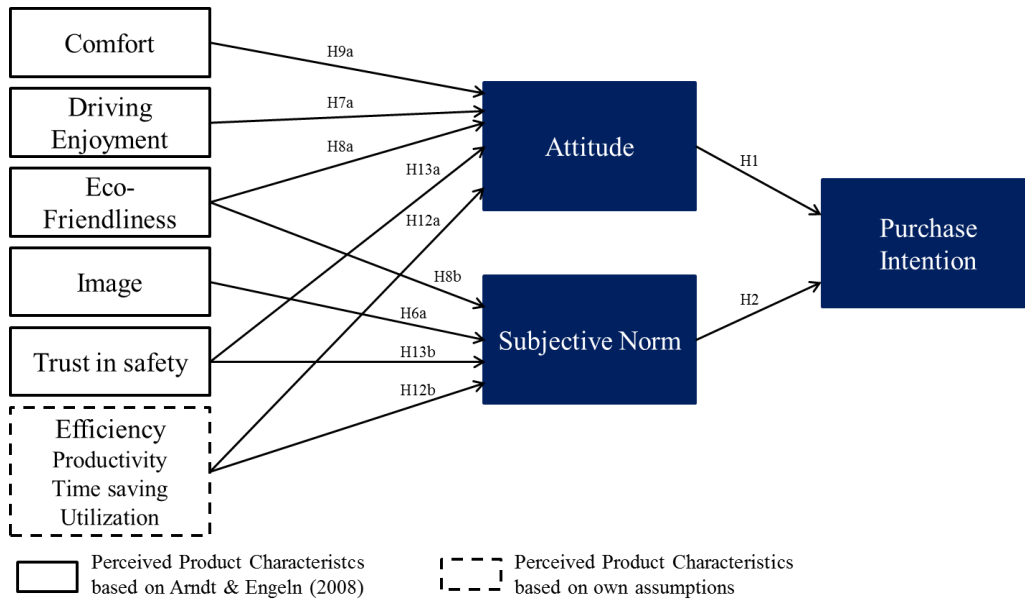 Comfort
Driving
Enjoyment
Eco-
Friendliness
Image
Trust in safety
Efficiency
Productivity
Time saving
Utilization
H9a
H7a
H8a
H13a
H12a
H8b
H6a
H13b
H12b
Attitude
Subjective Norm
H1
H2
Purchase
Intention
Perceived Product Characteristcs
based on Arndt & Engeln (2008)
Perceived Product Characteristics
based on own assumptions